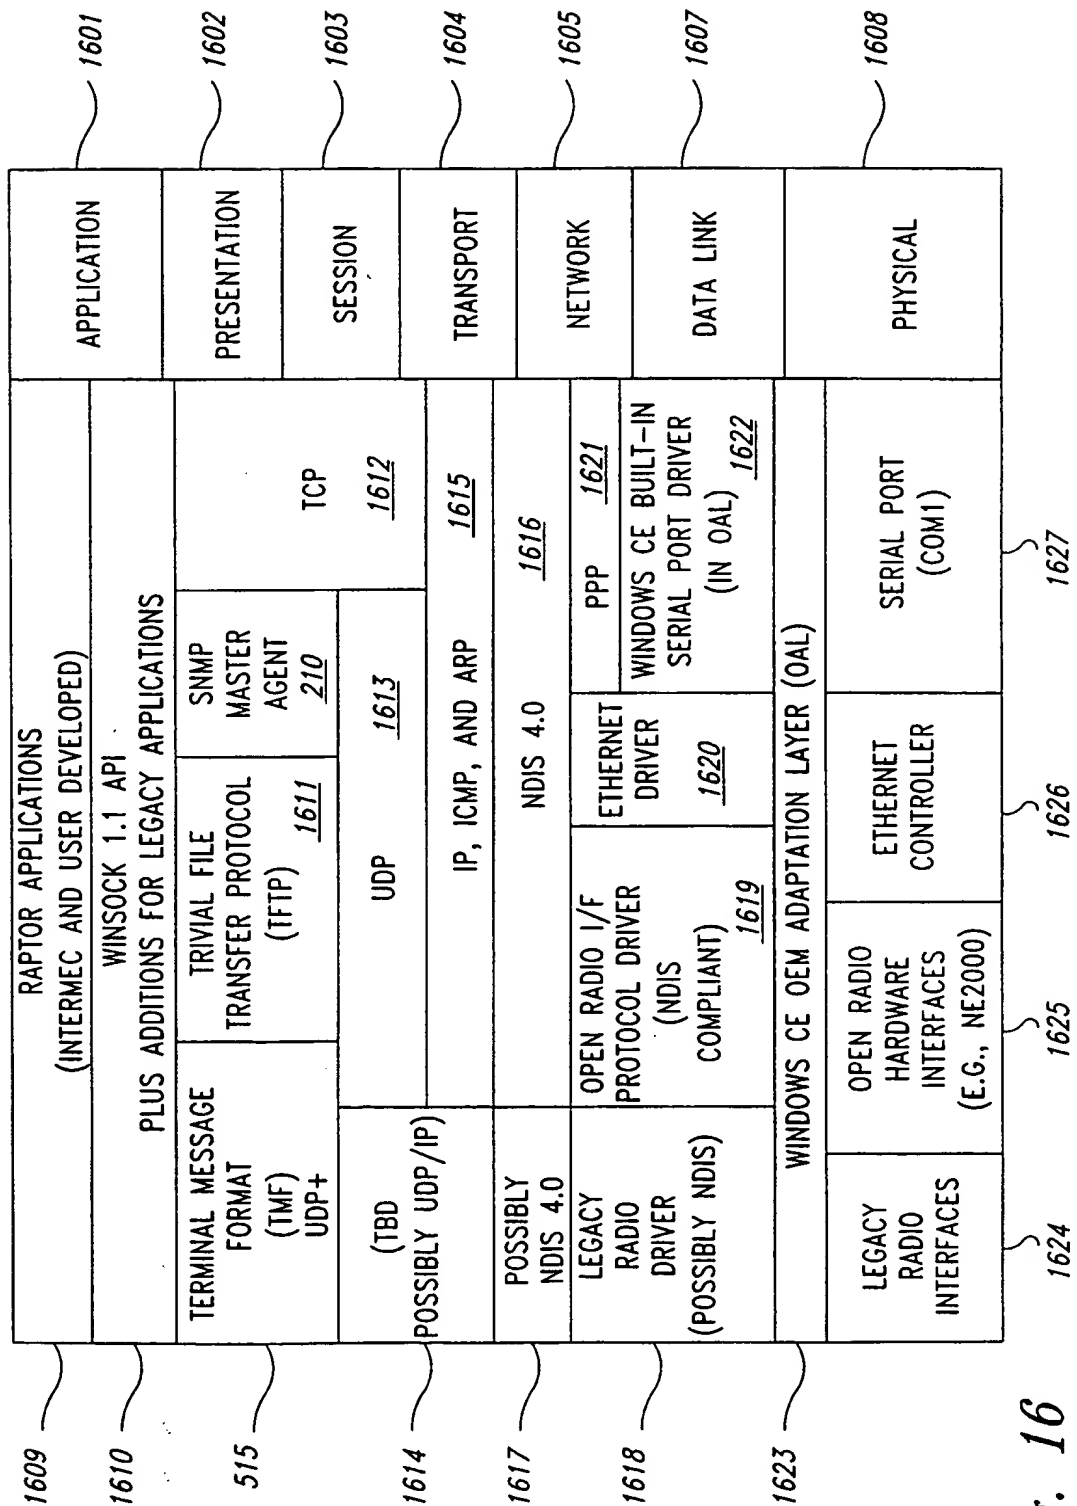 1609
RAPTOR APPLICATIONS
(INTERMEC AND USER DEVELOPED)
APPLICATION
1601
1610
WINSOCK 1.1 API
PLUS ADDITIONS FOR LEGACY APPLICATIONS
PRESENTATION
1602
515
TERMINAL MESSAGE
FORMAT
(TMF)
UDP+
TRIVIAL FILE
TRANSFER PROTOCOL
(TFTP)
1611
SNMP
MASTER
AGENT
210
TCP
1612
SESSION
1603
1614
(TBD
POSSIBLY UDP/IP)
UDP
1613
TRANSPORT
1604
IP, ICMP, AND ARP
1615
1617
POSSIBLY
NDIS 4.0
NDIS 4.0
1616
NETWORK
1605
1618
LEGACY
RADIO
DRIVER
(POSSIBLY NDIS)
OPEN RADIO I/F
PROTOCOL DRIVER
(NDIS
COMPLIANT)
1619
ETHERNET
DRIVER
1620
PPP
1621
WINDOWS CE BUILT-IN
SERIAL PORT DRIVER
(IN OAL)
1622
DATA LINK
1607
1623
WINDOWS CE OEM ADAPTATION LAYER (OAL)
LEGACY
RADIO
INTERFACES
OPEN RADIO
HARDWARE
INTERFACES
(E.G., NE2000)
ETHERNET
CONTROLLER
SERIAL PORT
(COM1)
PHYSICAL
1608
1624
1625
1626
1627
16